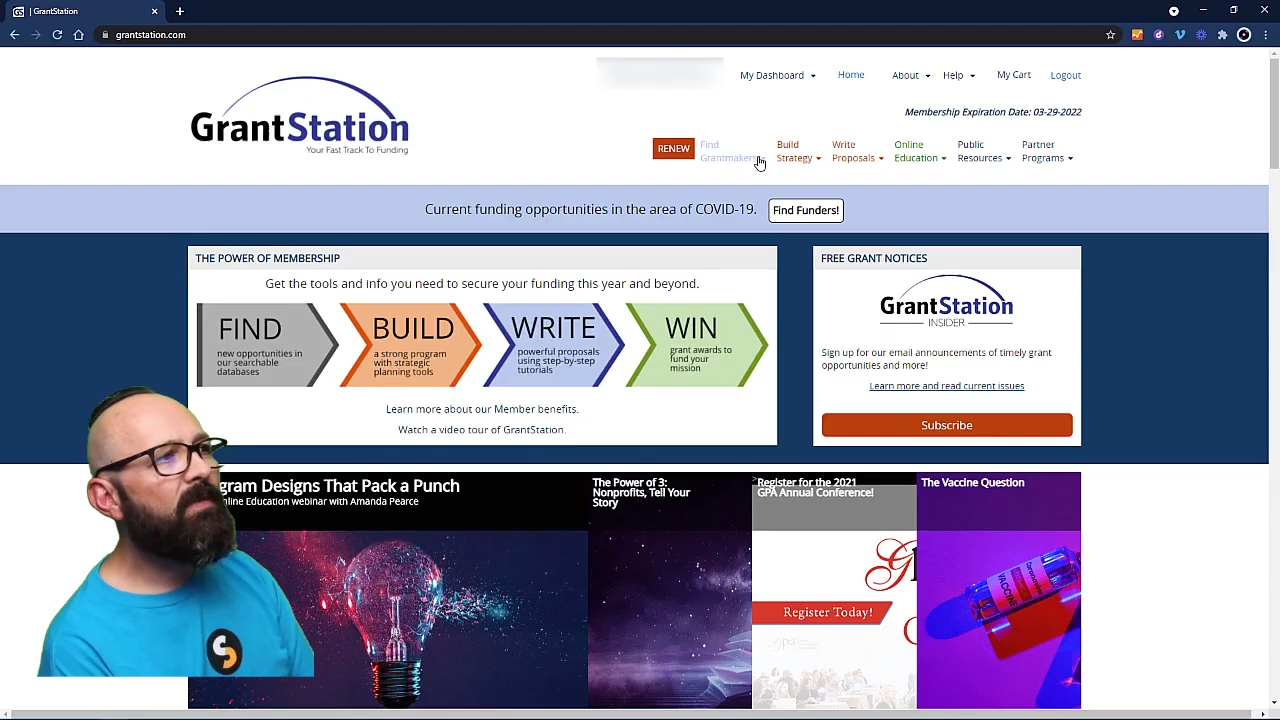 GS | GrantStation
grantstation.com
My Dashboard Home About Help My Cart Logout
Membership Expiration Date: 03-29-2022
GrantStation
Your Fast Track To Funding
RENEW
Find
Grantmakers
Build
Strategy
Write
Proposals
Online
Education
Public
Resources
Partner
Programs
Current funding opportunities in the area of COVID-19. Find Funders!
THE POWER OF MEMBERSHIP
Get the tools and info you need to secure your funding this year and beyond.
FIND
new opportunities in
our searchable
databases
BUILD
a strong program
with strategic
planning tools
WRITE
powerful proposals
using step-by-step
tutorials
WIN
grant awards to
fund your
mission
Learn more about our Member benefits.
Watch a video tour of GrantStation.
FREE GRANT NOTICES
GrantStation
INSIDER
Sign up for our email announcements of timely grant
opportunities and more!
Learn more and read current issues
Subscribe
gram Designs That Pack a Punch
nline Education webinar with Amanda Pearce
The Power of 3:
Nonprofits, Tell Your
Story
>Register for the 2021
GPA Annual Conference!
Register Today!
The Vaccine Question